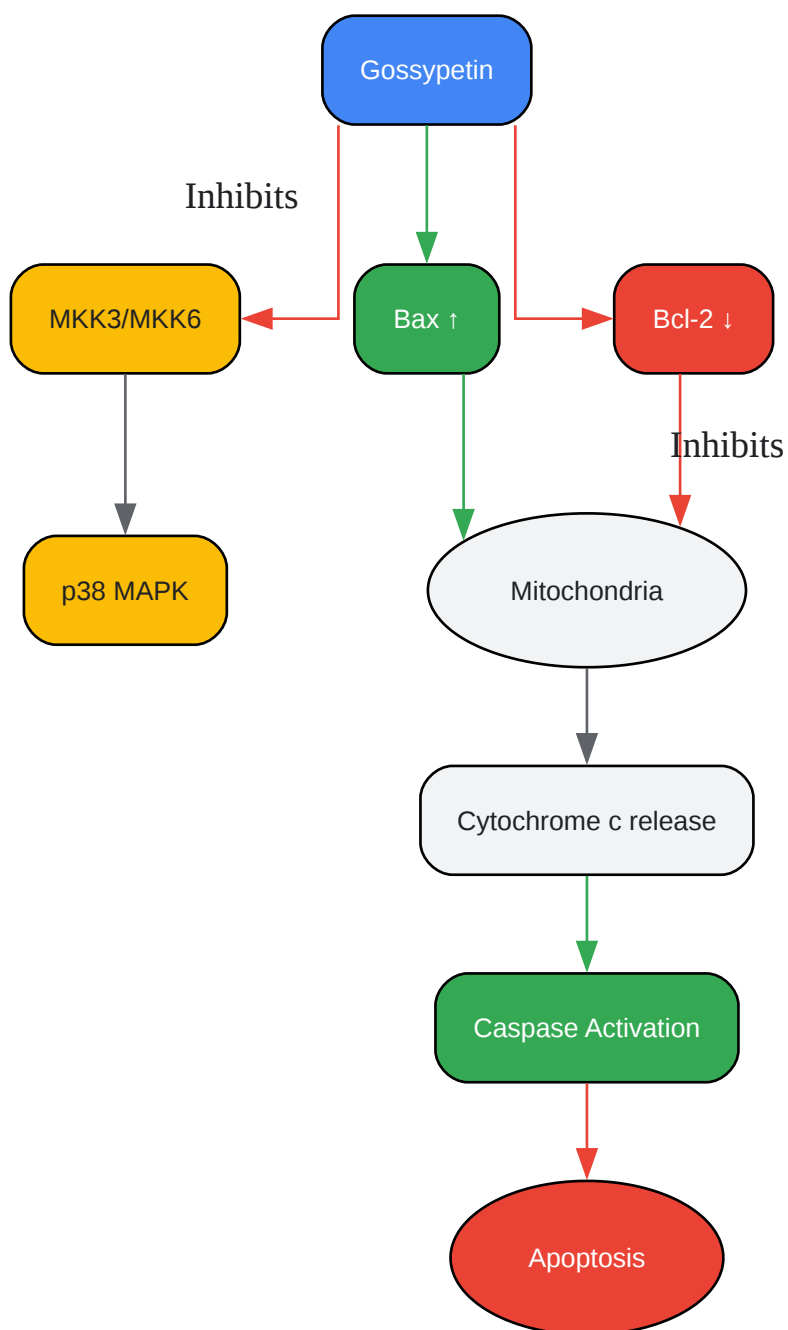 Gossypetin
Inhibits
MKK3/MKK6
Bax ↑
Bcl-2 ↓
Inhibits
p38 MAPK
Mitochondria
Cytochrome c release
Caspase Activation
Apoptosis